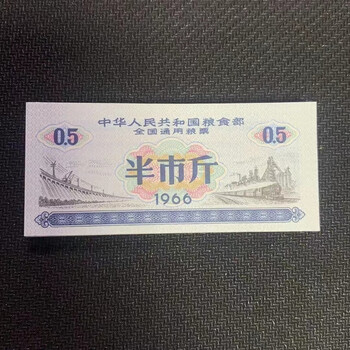 中华人民共和国粮食部
全国通用粮票
0.5 0.5
半市斤
1966